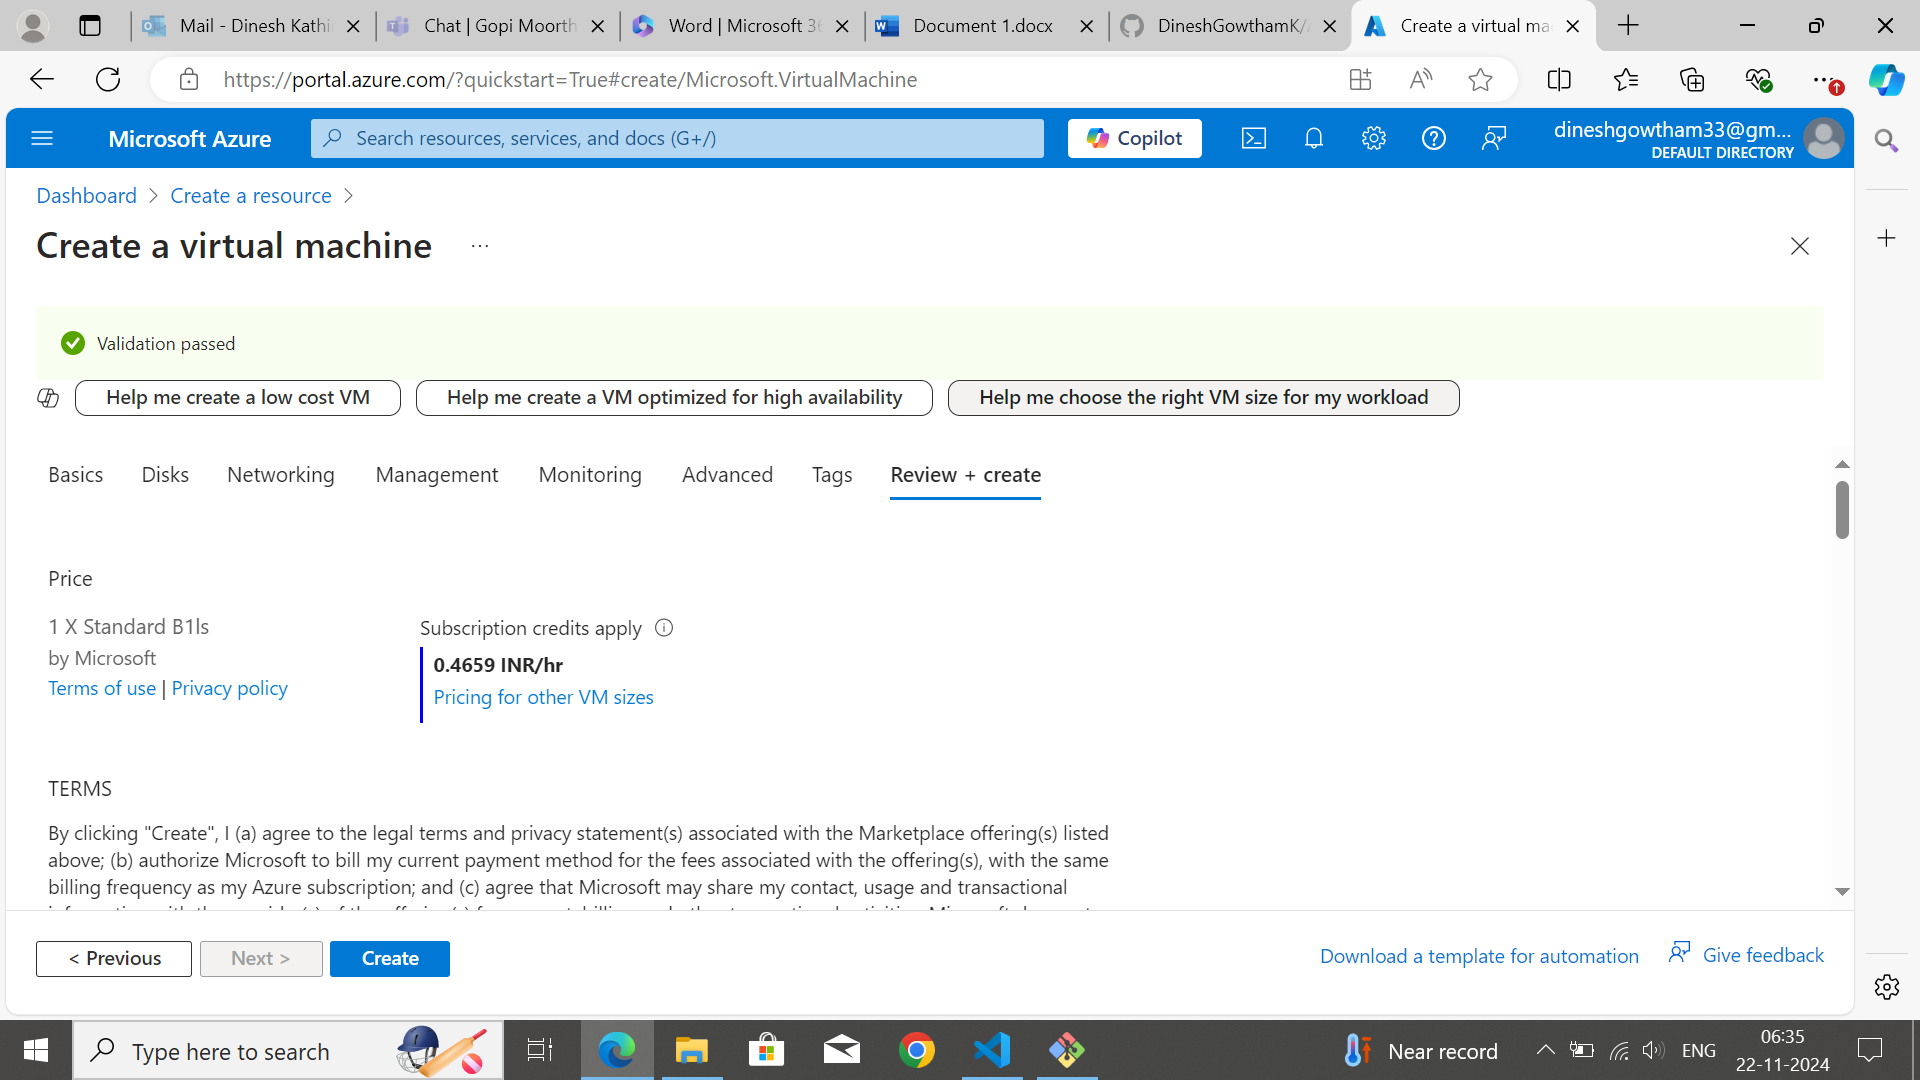 Mail - Dinesh Kathi
Chat | Gopi Moorth
Word | Microsoft 36
Document 1.docx
DineshGowthamK/
Create a virtual ma
https://portal.azure.com/?quickstart=True#create/Microsoft.VirtualMachine
Microsoft Azure
Search resources, services, and docs (G+/)
Copilot
dineshgowtham33@gm...
DEFAULT DIRECTORY
Dashboard > Create a resource >
Create a virtual machine ...
Validation passed
Help me create a low cost VM
Help me create a VM optimized for high availability
Help me choose the right VM size for my workload
Basics Disks Networking Management Monitoring Advanced Tags Review + create
Price
1 X Standard B1ls
by Microsoft
Terms of use | Privacy policy
Subscription credits apply
0.4659 INR/hr
Pricing for other VM sizes
TERMS
By clicking "Create", I (a) agree to the legal terms and privacy statement(s) associated with the Marketplace offering(s) listed
above; (b) authorize Microsoft to bill my current payment method for the fees associated with the offering(s), with the same
billing frequency as my Azure subscription; and (c) agree that Microsoft may share my contact, usage and transactional
< Previous
Next >
Create
Download a template for automation
Give feedback
Type here to search
Near record
ENG
06:35
22-11-2024